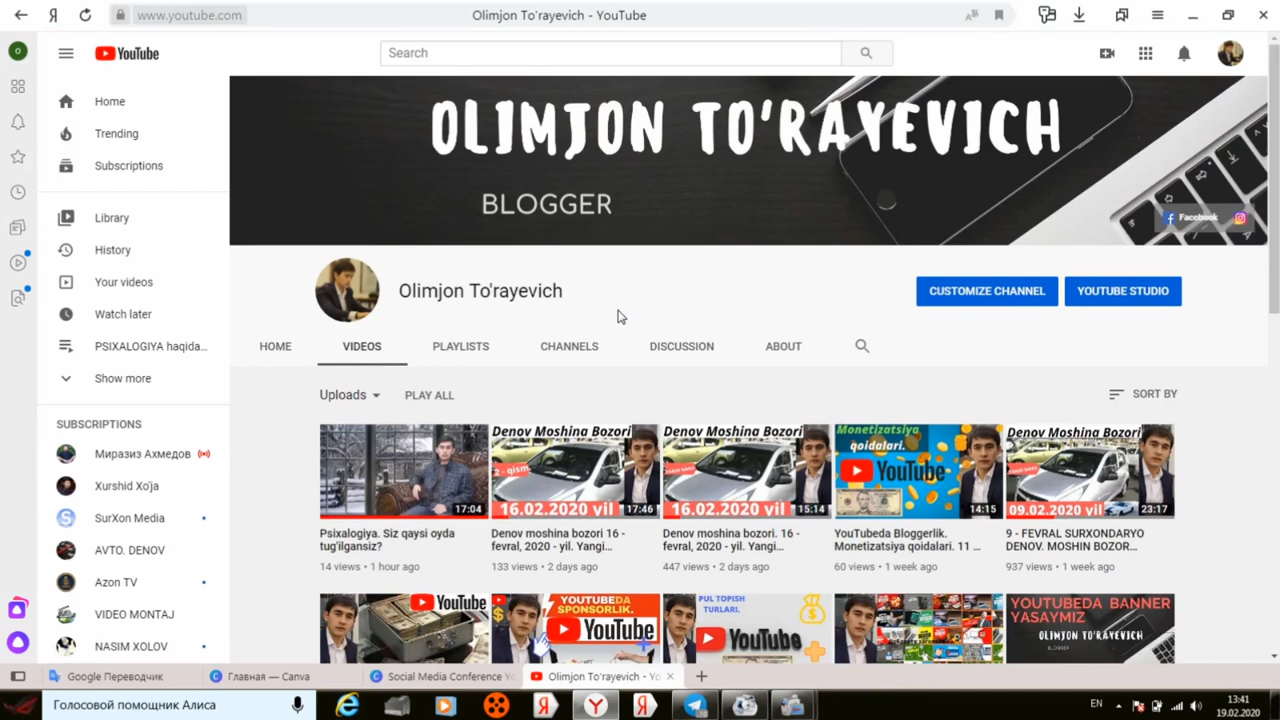 www.youtube.com
Olimjon To'rayevich - YouTube
YouTube
Search
Home
Trending
Subscriptions
Library
History
Your videos
Watch later
PSIXALOGIYA haqida...
Show more
SUBSCRIPTIONS
Миразиз Ахмедов
Xurshid Xo'ja
SurXon Media
AVTO. DENOV
Azon TV
VIDEO MONTAJ
NASIM XOLOV
OLIMJON TO'RAYEVICH
BLOGGER
Facebook
Olimjon To'rayevich
CUSTOMIZE CHANNEL
YOUTUBE STUDIO
HOME
VIDEOS
PLAYLISTS
CHANNELS
DISCUSSION
ABOUT
Uploads
PLAY ALL
SORT BY
17:04
Psixalogiya. Siz qaysi oyda
tug'ilgansiz?
14 views • 1 hour ago
Denov Moshina Bozori
2 - qism
16.02.2020 yil
17:46
Denov moshina bozori 16 -
fevral, 2020 - yil. Yangi...
133 views • 2 days ago
Denov Moshina Bozori
16.02.2020 yil
15:14
Denov moshina bozori. 16 -
fevral, 2020 - yil. Yangi...
447 views • 2 days ago
Monetizatsiya
qoidalari.
YouTube
14:15
YouTubeda Bloggerlik.
Monetizatsiya qoidalari. 11 ...
60 views • 1 week ago
Denov Moshina Bozori
09.02.2020 yil
23:17
9 - FEVRAL SURXONDARYO
DENOV. MOSHIN BOZOR...
937 views • 1 week ago
YouTube
YOUTUBEDA
SPONSORLIK.
YouTube
PUL TOPISH
TURLARI.
YouTube
YOUTUBEDA BANNER
YASAYMIZ
OLIMJON TO'RAYEVICH
BLOGGER
Google Переводчик
Главная — Canva
Social Media Conference Yo
Olimjon To'rayevich - Yo
Голосовой помощник Алиса
EN
13:41
19.02.2020